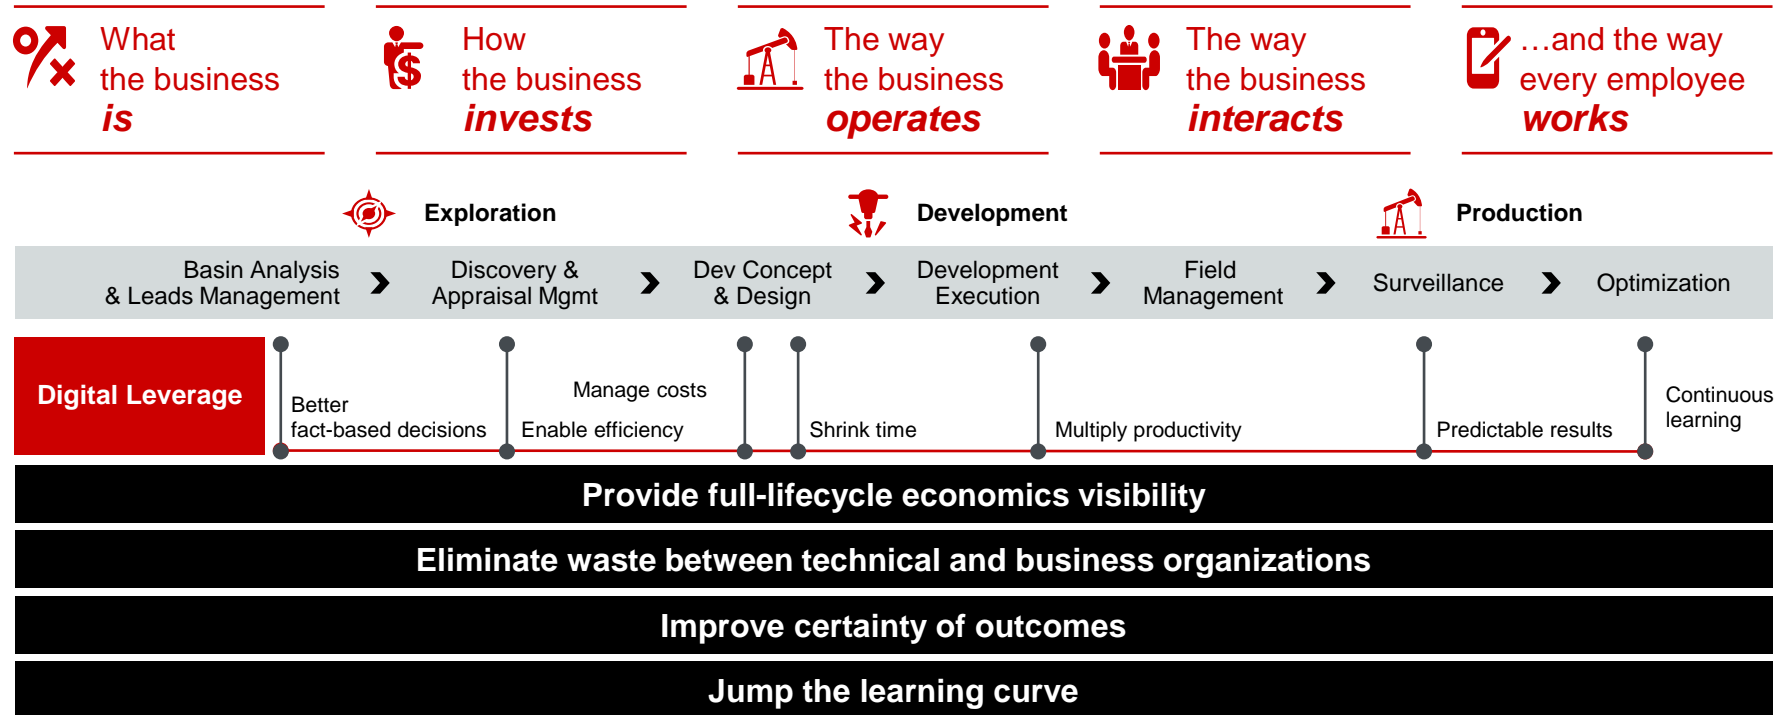 What
the business
is
How
the business
invests
The way
the business
operates
The way
the business
interacts
…and the way
every employee
works
Exploration
Development
Production
Basin Analysis
& Leads Management
Discovery &
Appraisal Mgmt
Dev Concept
& Design
Development
Execution
Field
Management
Surveillance
Optimization
Digital Leverage
Better
fact-based decisions
Enable efficiency
Manage costs
Shrink time
Multiply productivity
Predictable results
Continuous
learning
Provide full-lifecycle economics visibility
Eliminate waste between technical and business organizations
Improve certainty of outcomes
Jump the learning curve